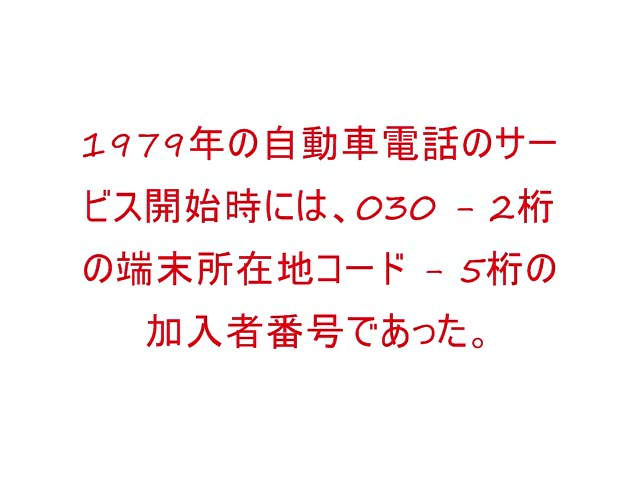 1979年の自動車電話のサー
ビス開始時には、030 - 2桁
の端末所在地コード - 5桁の
加入者番号であった。